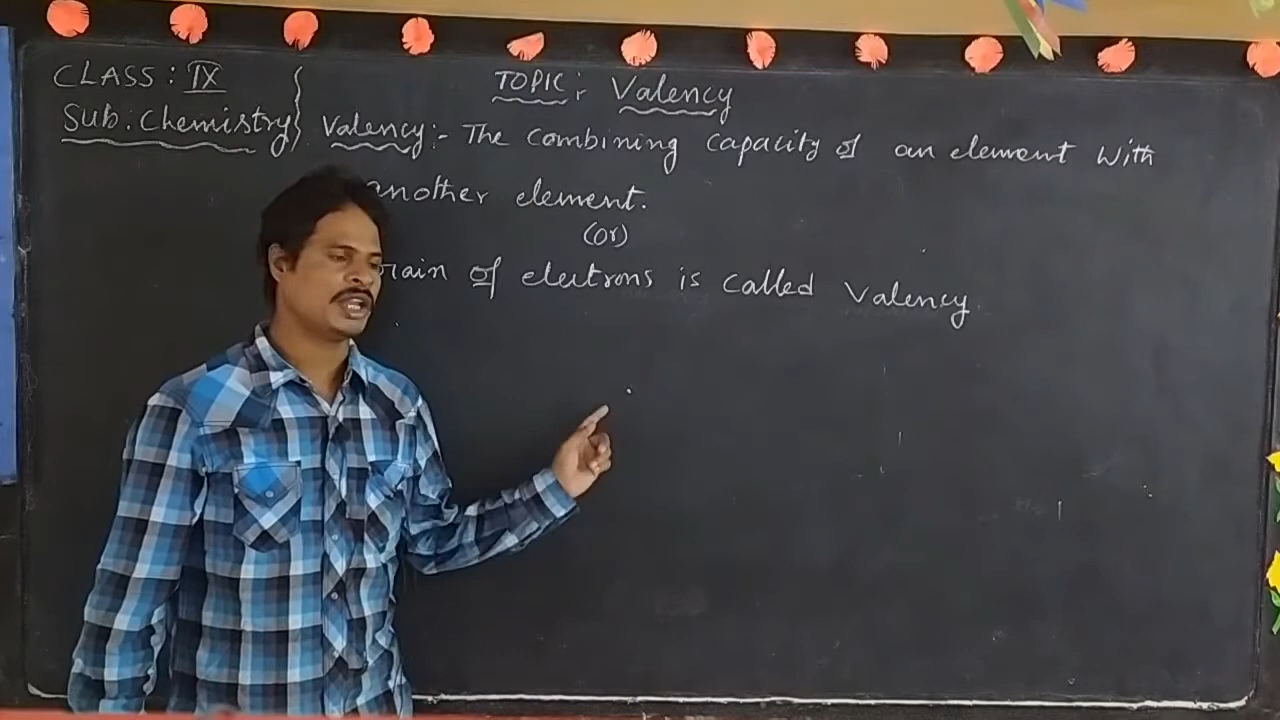 CLASS: IX
Sub: Chemistry
TOPIC: Valency
Valency:- The combining capacity of an element with
another element.
(or)
of electrons is called Valency.